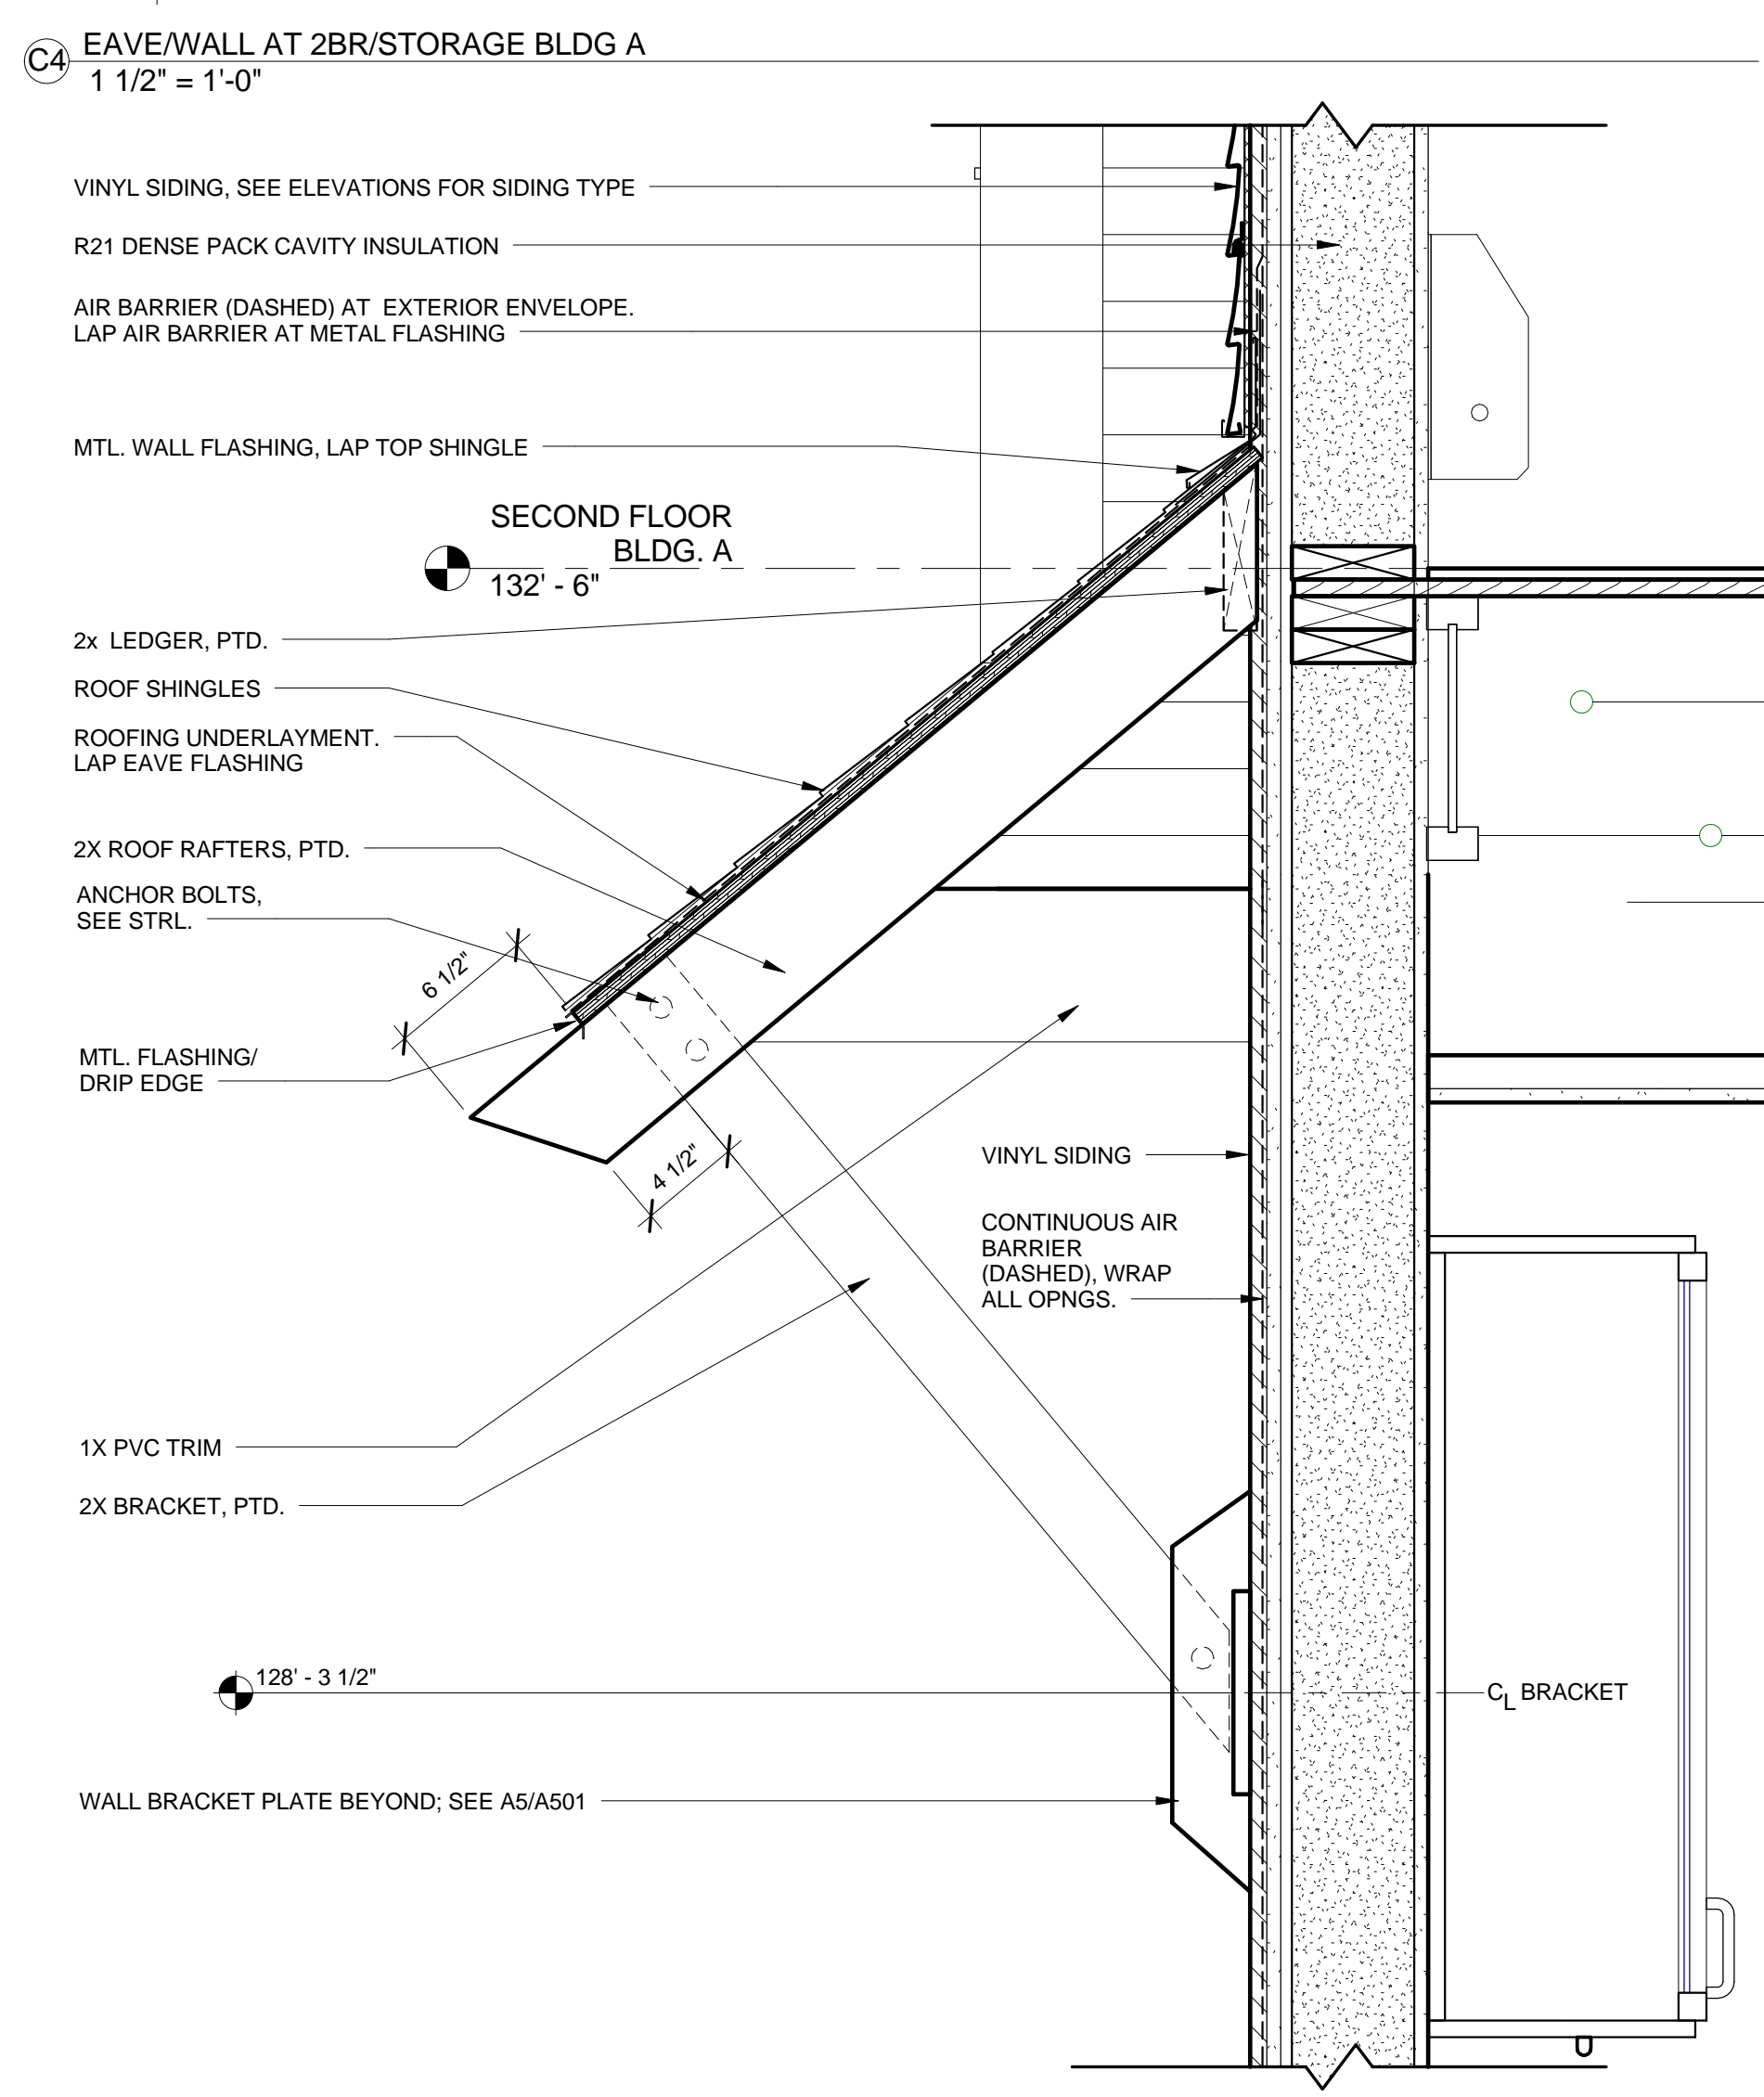 C4
EAVE/WALL AT 2BR/STORAGE BLDG A
1 1/2" = 1'-0"
VINYL SIDING, SEE ELEVATIONS FOR SIDING TYPE
R21 DENSE PACK CAVITY INSULATION
AIR BARRIER (DASHED) AT EXTERIOR ENVELOPE.
LAP AIR BARRIER AT METAL FLASHING
MTL. WALL FLASHING, LAP TOP SHINGLE
SECOND FLOOR
BLDG. A
132' - 6"
2x LEDGER, PTD.
ROOF SHINGLES
ROOFING UNDERLAYMENT.
LAP EAVE FLASHING
2X ROOF RAFTERS, PTD.
ANCHOR BOLTS,
SEE STRL.
6 1/2"
MTL. FLASHING/
DRIP EDGE
4 1/2"
VINYL SIDING
CONTINUOUS AIR
BARRIER
(DASHED), WRAP
ALL OPNGS.
1X PVC TRIM
2X BRACKET, PTD.
128' - 3 1/2"
CL BRACKET
WALL BRACKET PLATE BEYOND; SEE A5/A501